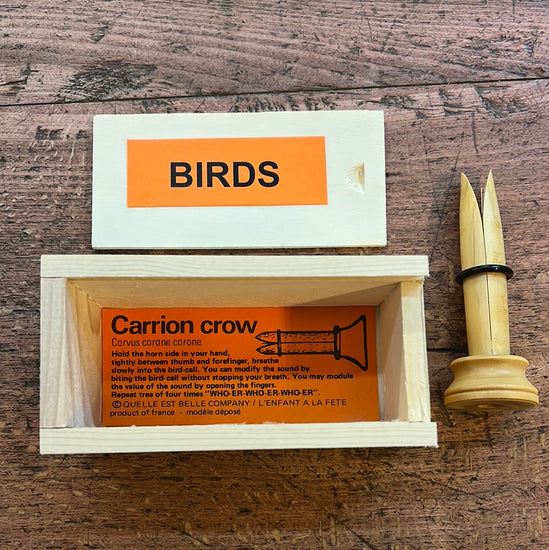 BIRDS
Carrion crow
Corvus corone corone
Hold the horn side in your hand,
tightly between thumb and forefinger, breathe
slowly into the bird-call. You can modify the sound by
biting the bird-call without stopping your breath. You may module
the value of the sound by opening the fingers.
Repeat tree of four times "WHO-ER-WHO-ER-WHO-ER".
© QUELLE EST BELLE COMPANY / L'ENFANT A LA FETE
product of france - modèle déposé